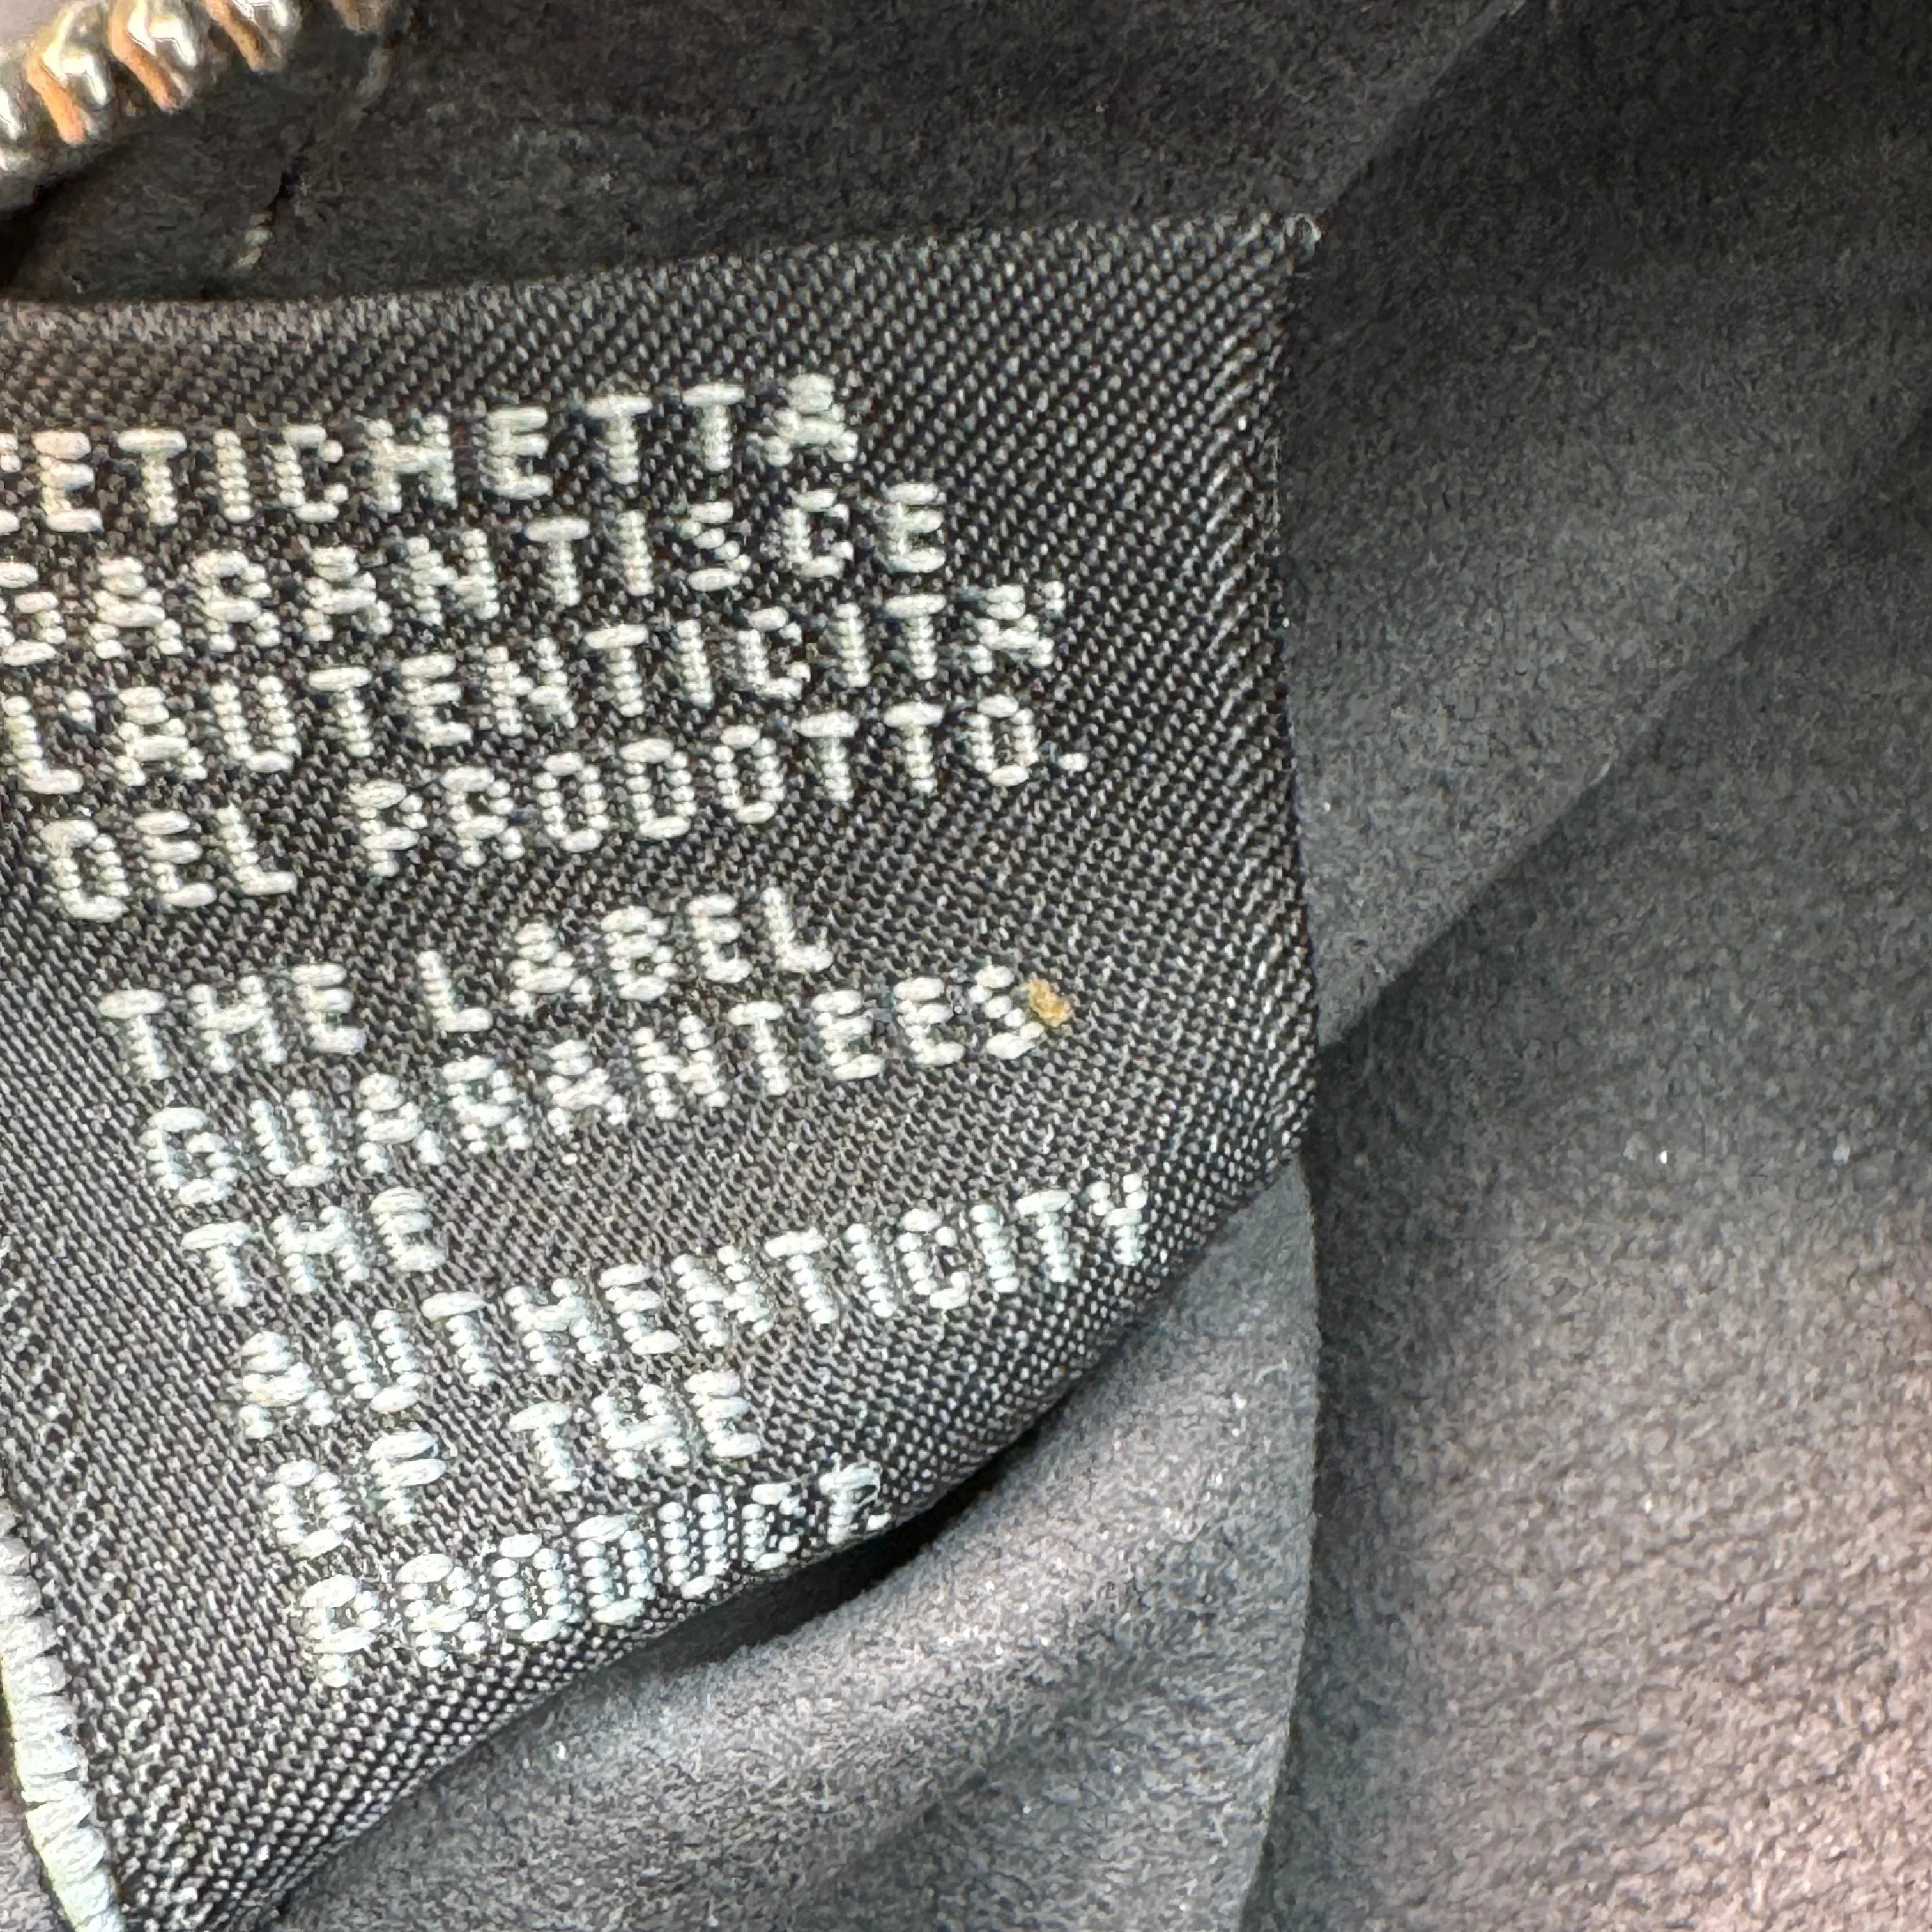 L'ETICHETTA
GARANTISCE
L'AUTENTICITA'
DEL PRODOTTO.
THE LABEL
GUARANTEES
THE
AUTHENTICITY
OF THE
PRODUCT.